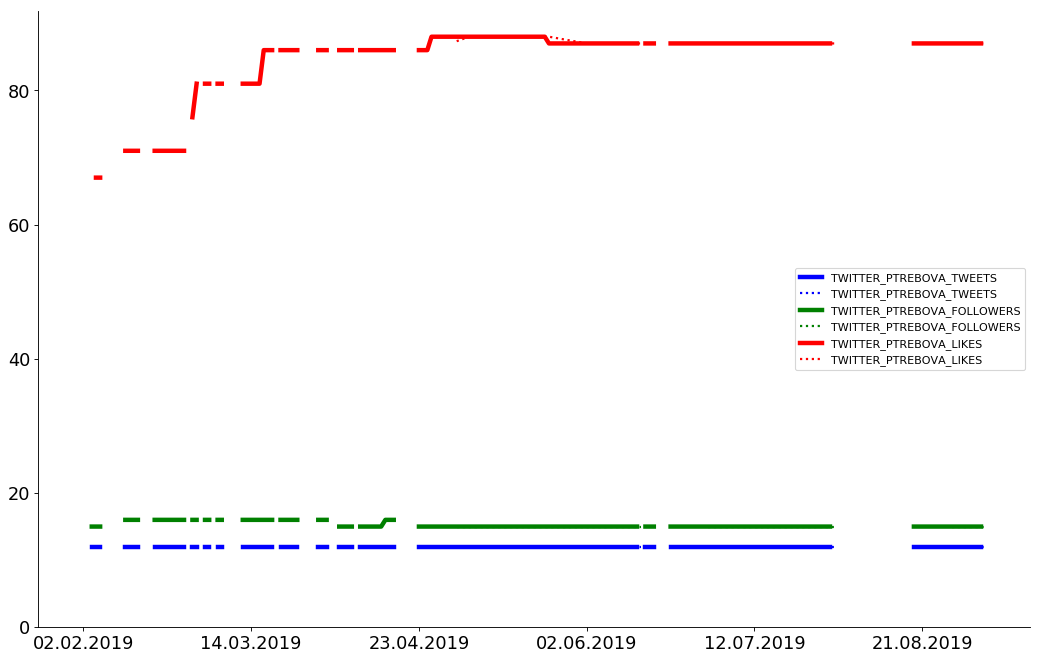 80
60
40
20
0
02.02.2019 14.03.2019 23.04.2019 02.06.2019 12.07.2019 21.08.2019
TWITTER_PTREBOVA_TWEETS
TWITTER_PTREBOVA_TWEETS
TWITTER_PTREBOVA_FOLLOWERS
TWITTER_PTREBOVA_FOLLOWERS
TWITTER_PTREBOVA_LIKES
TWITTER_PTREBOVA_LIKES